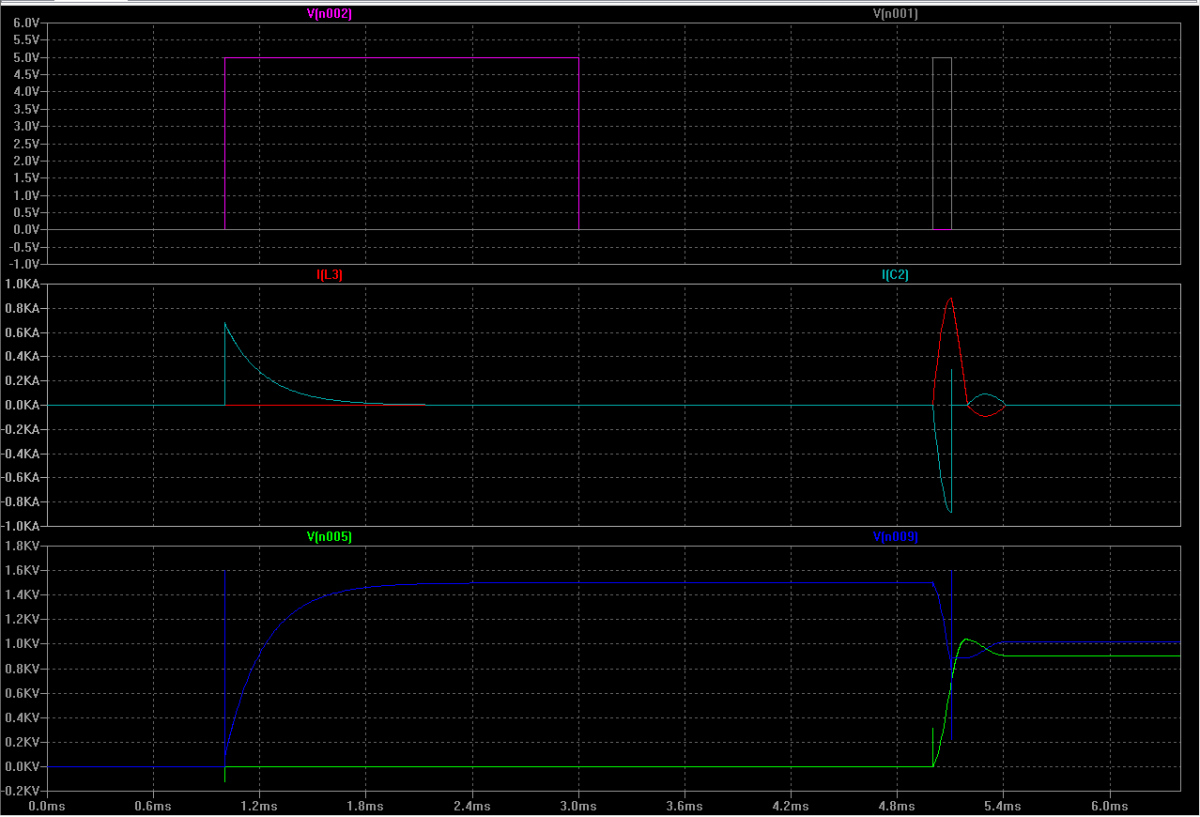 V(n002) V(n001)
6.0V
5.5V
5.0V
4.5V
4.0V
3.5V
3.0V
2.5V
2.0V
1.5V
1.0V
0.5V
0.0V
-0.5V
-1.0V
I(L3) I(C2)
1.0KA
0.8KA
0.6KA
0.4KA
0.2KA
0.0KA
-0.2KA
-0.4KA
-0.6KA
-0.8KA
-1.0KA
V(n005) V(n009)
1.8KV
1.6KV
1.4KV
1.2KV
1.0KV
0.8KV
0.6KV
0.4KV
0.2KV
0.0KV
-0.2KV
0.0ms 0.6ms 1.2ms 1.8ms 2.4ms 3.0ms 3.6ms 4.2ms 4.8ms 5.4ms 6.0ms